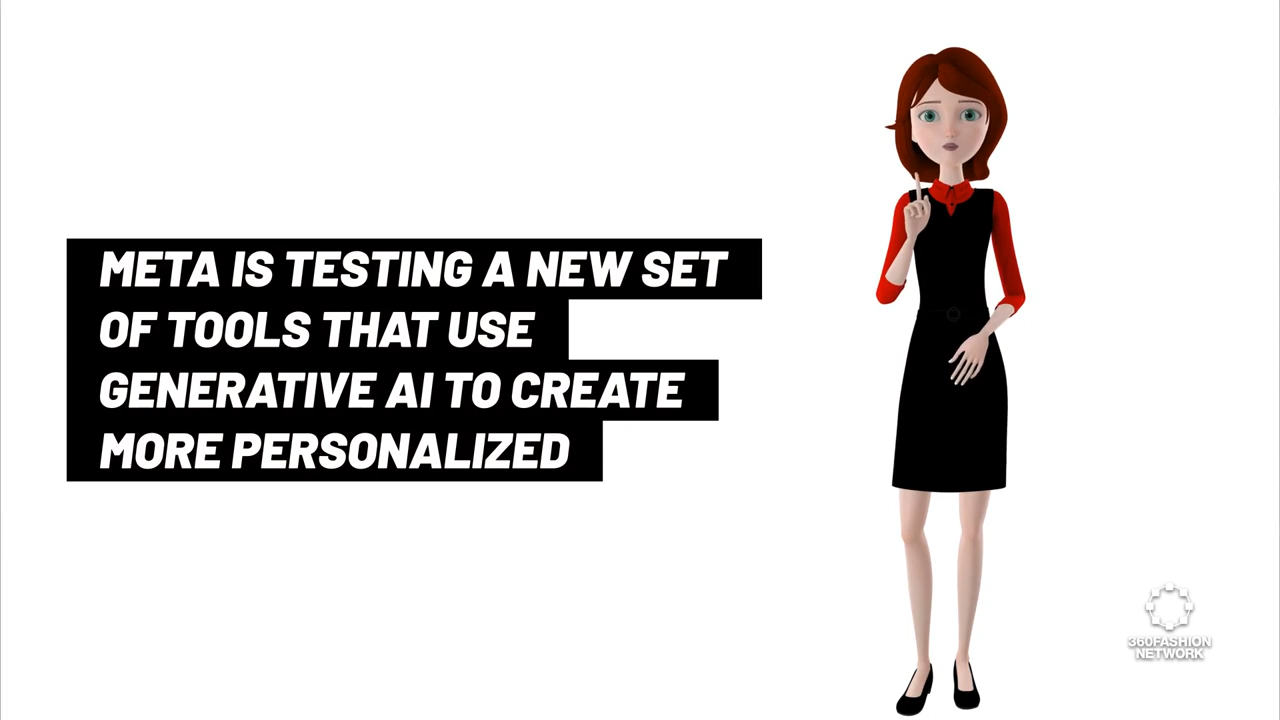 META IS TESTING A NEW SET
OF TOOLS THAT USE
GENERATIVE AI TO CREATE
MORE PERSONALIZED
360FASHION
NETWORK